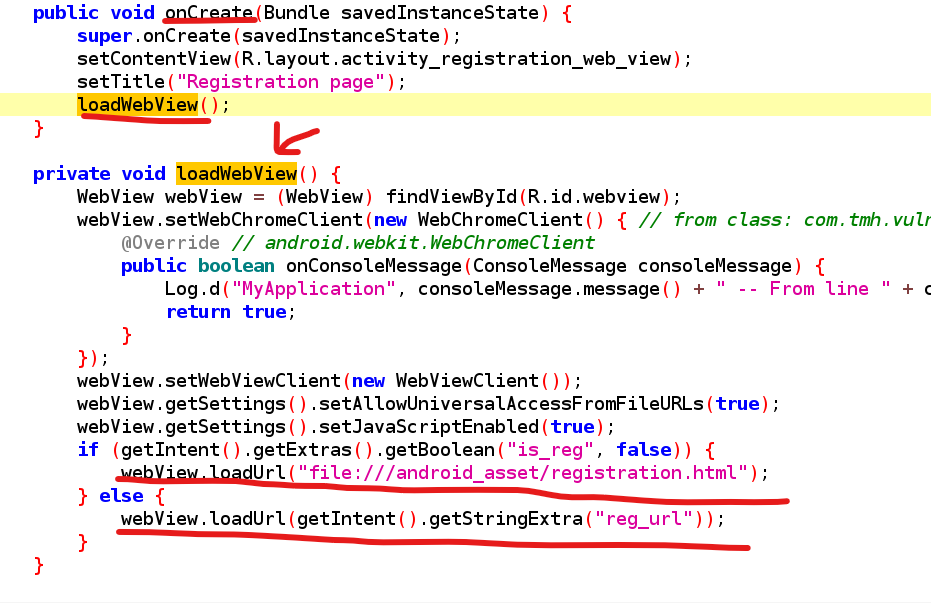 public void onCreate(Bundle savedInstanceState) {
super.onCreate(savedInstanceState);
setContentView(R.layout.activity_registration_web_view);
setTitle("Registration page");
loadWebView();
}
private void loadWebView() {
WebView webView = (WebView) findViewById(R.id.webview);
webView.setWebChromeClient(new WebChromeClient() { // from class: com.tmh.vuln
@Override // android.webkit.WebChromeClient
public boolean onConsoleMessage(ConsoleMessage consoleMessage) {
Log.d("MyApplication", consoleMessage.message() + " -- From line " + c
return true;
}
});
webView.setWebViewClient(new WebViewClient());
webView.getSettings().setAllowUniversalAccessFromFileURLs(true);
webView.getSettings().setJavaScriptEnabled(true);
if (getIntent().getExtras().getBoolean("is_reg", false)) {
webView.loadUrl("file:///android_asset/registration.html");
} else {
webView.loadUrl(getIntent().getStringExtra("reg_url"));
}
}